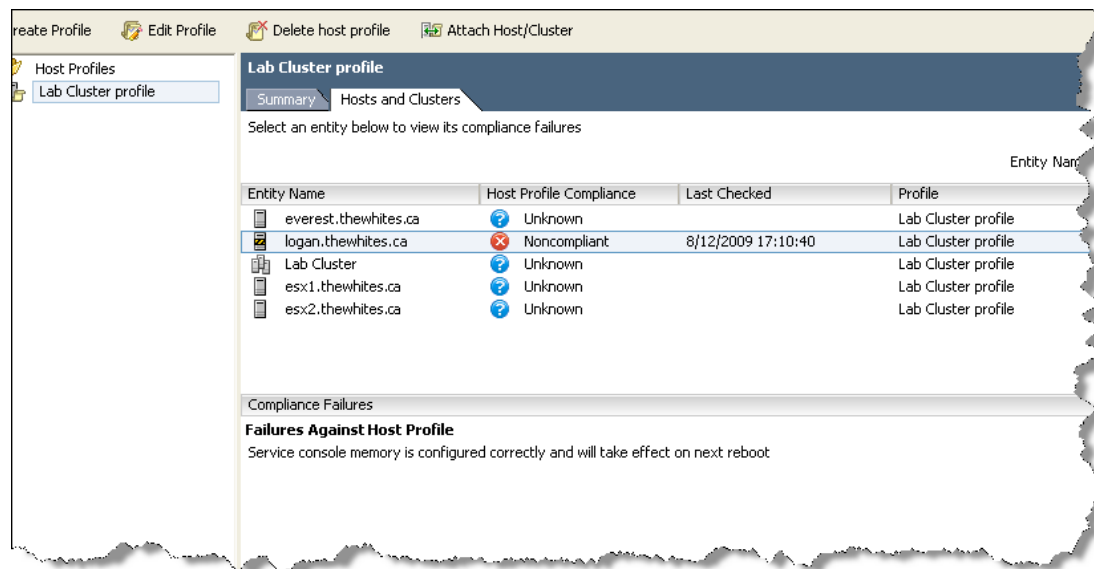 reate Profile Edit Profile Delete host profile Attach Host/Cluster
Host Profiles
Lab Cluster profile
Lab Cluster profile
Summary Hosts and Clusters
Select an entity below to view its compliance failures
Entity Nam
Entity Name Host Profile Compliance Last Checked Profile
everest.thewhites.ca Unknown Lab Cluster profile
logan.thewhites.ca Noncompliant 8/12/2009 17:10:40 Lab Cluster profile
Lab Cluster Unknown Lab Cluster profile
esx1.thewhites.ca Unknown Lab Cluster profile
esx2.thewhites.ca Unknown Lab Cluster profile
Compliance Failures
Failures Against Host Profile
Service console memory is configured correctly and will take effect on next reboot